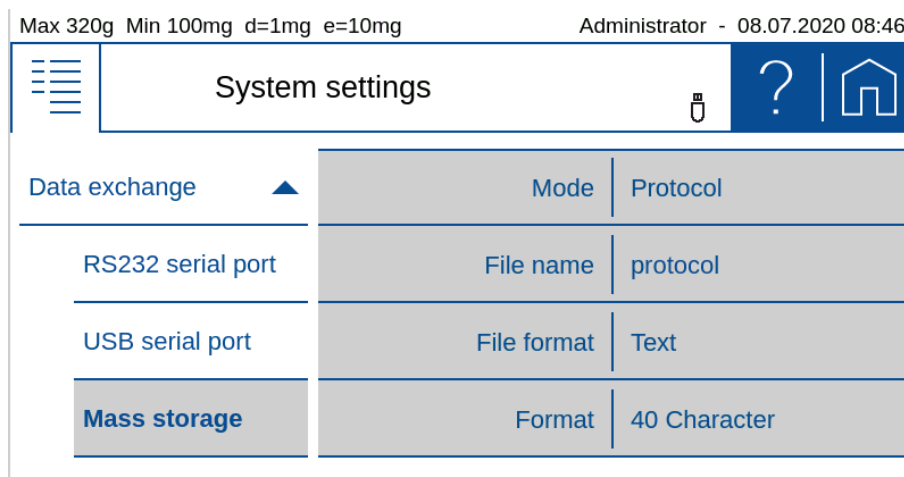 Max 320g Min 100mg d=1mg e=10mg Administrator - 08.07.2020 08:46
System settings ?
Data exchange Mode Protocol
RS232 serial port File name protocol
USB serial port File format Text
Mass storage Format 40 Character